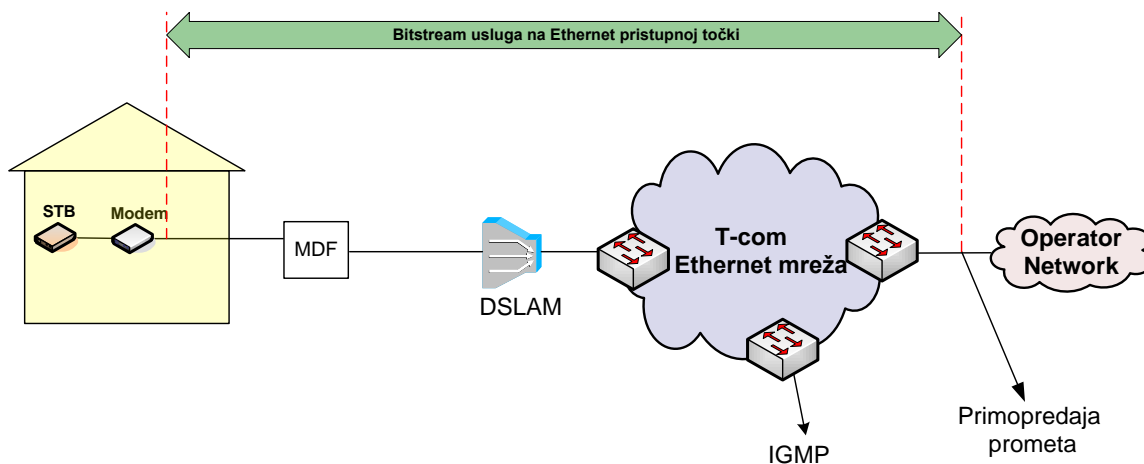 Bitstream usluga na Ethernet pristupnoj točki
STB
Modem
MDF
DSLAM
T-com
Ethernet mreža
Operator
Network
IGMP
Primopredaja
prometa